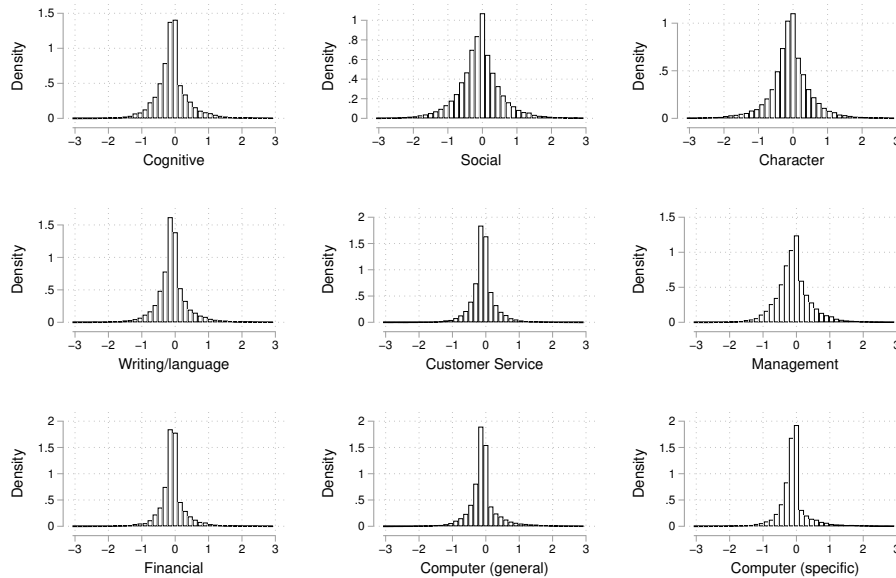 Density
1.5
1
.5
0
−3 −2 −1 0 1 2 3
Cognitive
Density
1
.8
.6
.4
.2
0
−3 −2 −1 0 1 2 3
Social
Density
1
.5
0
−3 −2 −1 0 1 2 3
Character
Density
1.5
1
.5
0
−3 −2 −1 0 1 2 3
Writing/language
Density
2
1.5
1
.5
0
−3 −2 −1 0 1 2 3
Customer Service
Density
1.5
1
.5
0
−3 −2 −1 0 1 2 3
Management
Density
2
1.5
1
.5
0
−3 −2 −1 0 1 2 3
Financial
Density
2
1.5
1
.5
0
−3 −2 −1 0 1 2 3
Computer (general)
Density
2
1.5
1
.5
0
−3 −2 −1 0 1 2 3
Computer (specific)